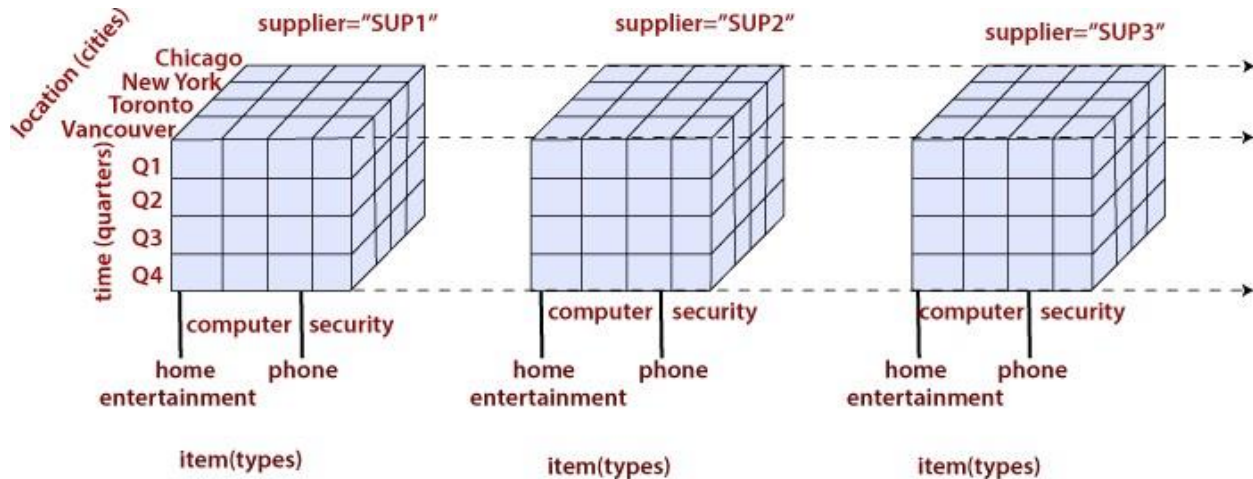 supplier="SUP1"
supplier="SUP2"
supplier="SUP3"
location (cities)
Chicago
New York
Toronto
Vancouver
time (quarters)
Q1
Q2
Q3
Q4
computer security
home phone
entertainment
item(types)
computer security
home phone
entertainment
item(types)
computer security
home phone
entertainment
item(types)